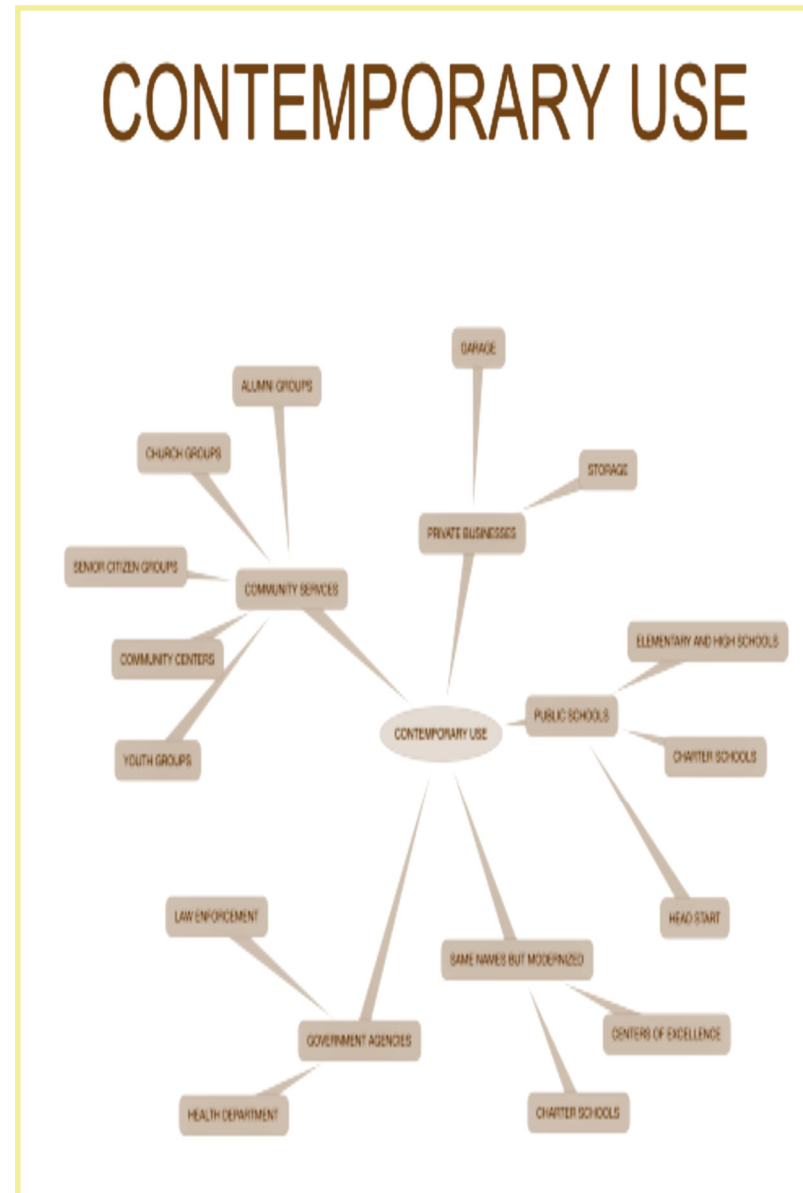 CONTEMPORARY USE
GARAGE
ALUMNI GROUPS
CHURCH GROUPS
STORAGE
PRIVATE BUSINESSES
SENIOR CITIZEN GROUPS
COMMUNITY SERVCES
ELEMENTARY AND HIGH SCHOOLS
COMMUNITY CENTERS
PUBLIC SCHOOLS
CONTEMPORARY USE
CHARTER SCHOOLS
YOUTH GROUPS
LAW ENFORCEMENT
HEAD START
SAME NAMES BUT MODERNIZED
CENTERS OF EXCELLENCE
GOVERNMENT AGENCIES
HEALTH DEPARTMENT
CHARTER SCHOOLS